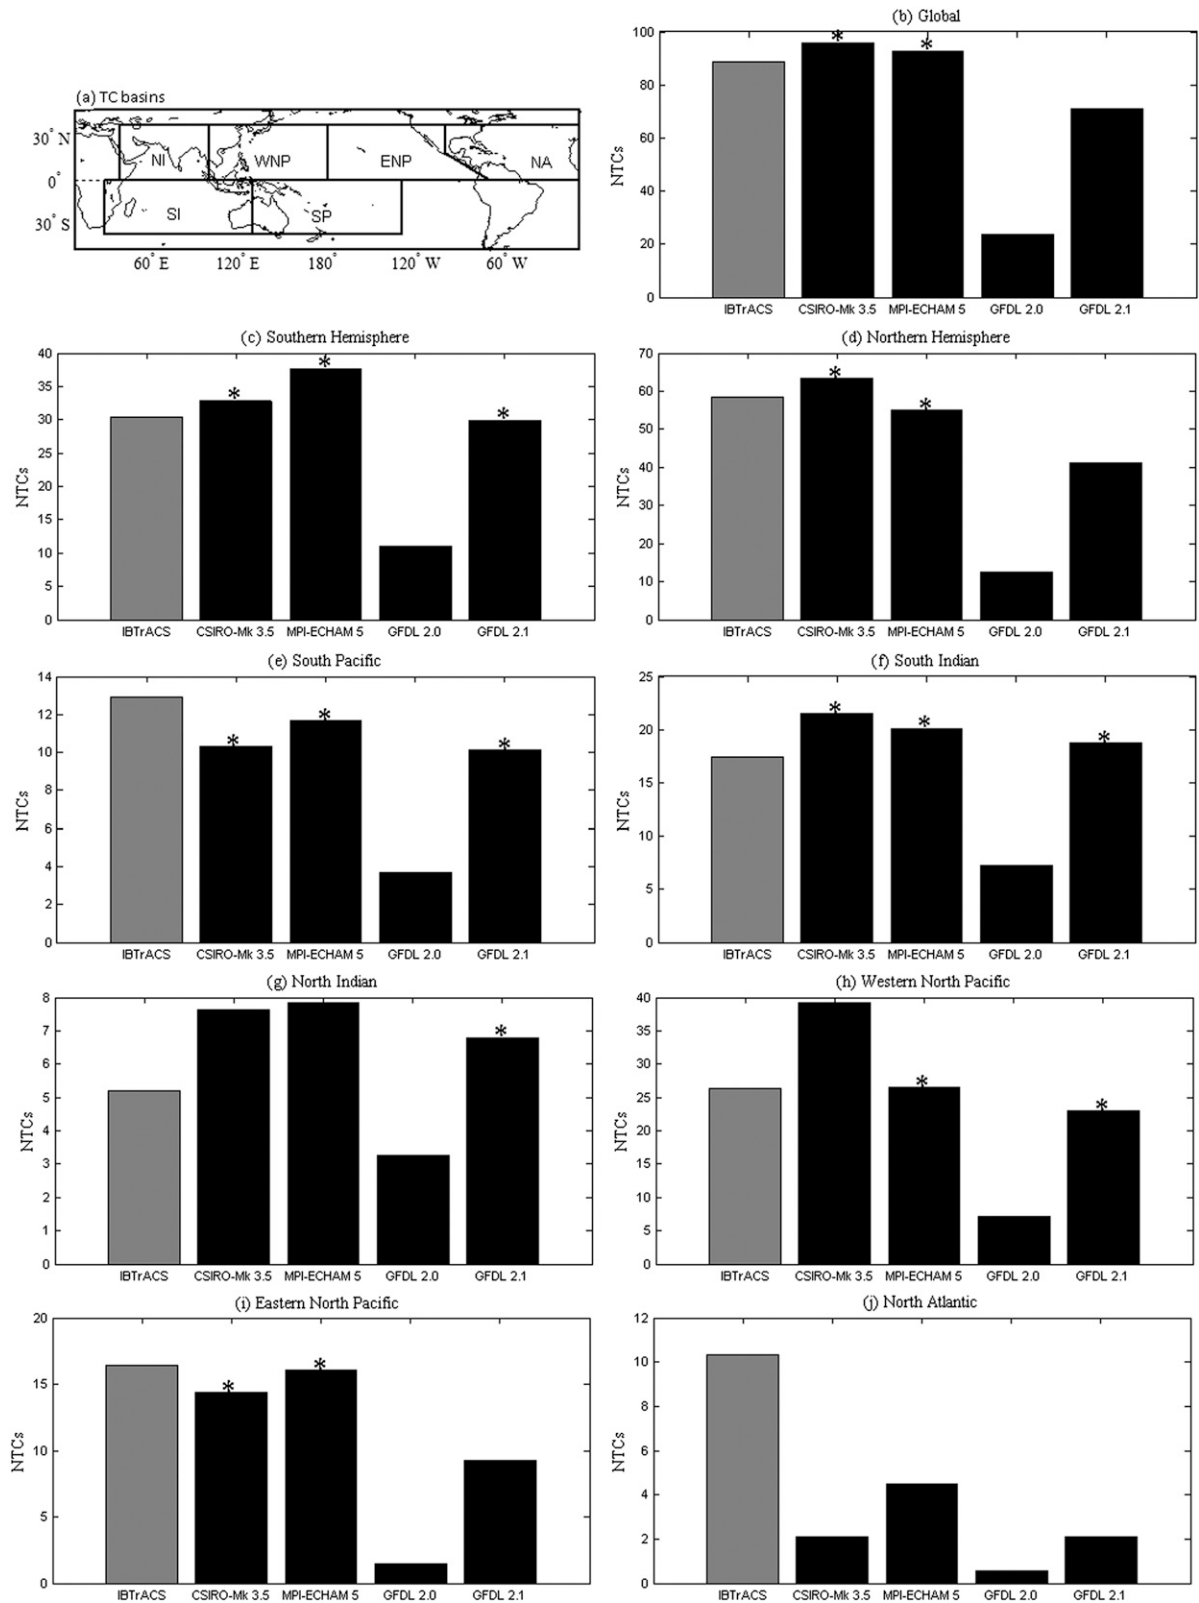 (b) Global
100
80
60
40
20
0
NTCs
* *
IBTrACS CSIRO-Mk 3.5 MPI-ECHAM 5 GFDL 2.0 GFDL 2.1
(a) TC basins
30° N
0°
30° S
NI WNP ENP NA
SI SP
60° E 120° E 180° 120° W 60° W
(c) Southern Hemisphere
40
35
30
25
20
15
10
5
0
NTCs
* * *
IBTrACS CSIRO-Mk 3.5 MPI-ECHAM 5 GFDL 2.0 GFDL 2.1
(d) Northern Hemisphere
70
60
50
40
30
20
10
0
NTCs
* *
IBTrACS CSIRO-Mk 3.5 MPI-ECHAM 5 GFDL 2.0 GFDL 2.1
(e) South Pacific
14
12
10
8
6
4
2
0
NTCs
* * *
IBTrACS CSIRO-Mk 3.5 MPI-ECHAM 5 GFDL 2.0 GFDL 2.1
(f) South Indian
25
20
15
10
5
0
NTCs
* * *
IBTrACS CSIRO-Mk 3.5 MPI-ECHAM 5 GFDL 2.0 GFDL 2.1
(g) North Indian
8
7
6
5
4
3
2
1
0
NTCs
*
IBTrACS CSIRO-Mk 3.5 MPI-ECHAM 5 GFDL 2.0 GFDL 2.1
(h) Western North Pacific
40
35
30
25
20
15
10
5
0
NTCs
* *
IBTrACS CSIRO-Mk 3.5 MPI-ECHAM 5 GFDL 2.0 GFDL 2.1
(i) Eastern North Pacific
20
15
10
5
0
NTCs
* *
IBTrACS CSIRO-Mk 3.5 MPI-ECHAM 5 GFDL 2.0 GFDL 2.1
(j) North Atlantic
12
10
8
6
4
2
0
NTCs
IBTrACS CSIRO-Mk 3.5 MPI-ECHAM 5 GFDL 2.0 GFDL 2.1